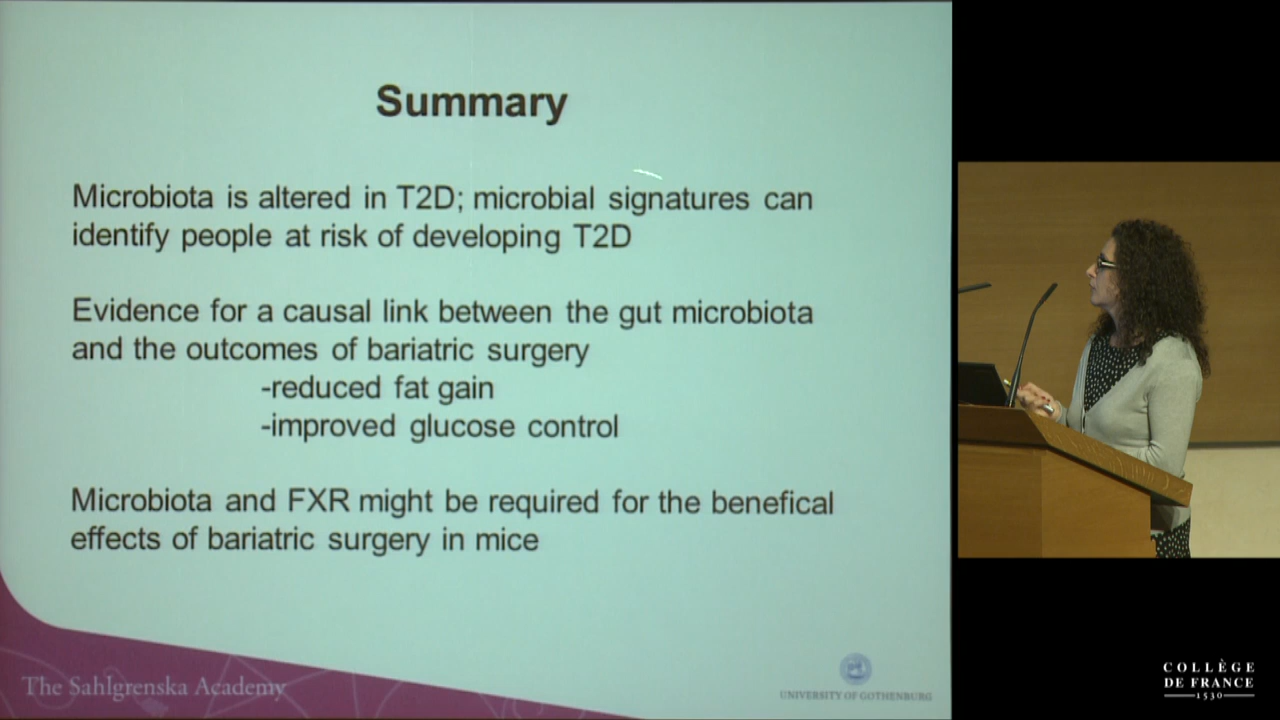 Summary
Microbiota is altered in T2D; microbial signatures can
identify people at risk of developing T2D
Evidence for a causal link between the gut microbiota
and the outcomes of bariatric surgery
-reduced fat gain
-improved glucose control
Microbiota and FXR might be required for the benefical
effects of bariatric surgery in mice
The Sahlgrenska Academy
UNIVERSITY OF GOTHENBURG
COLLÈGE
DE FRANCE
1530